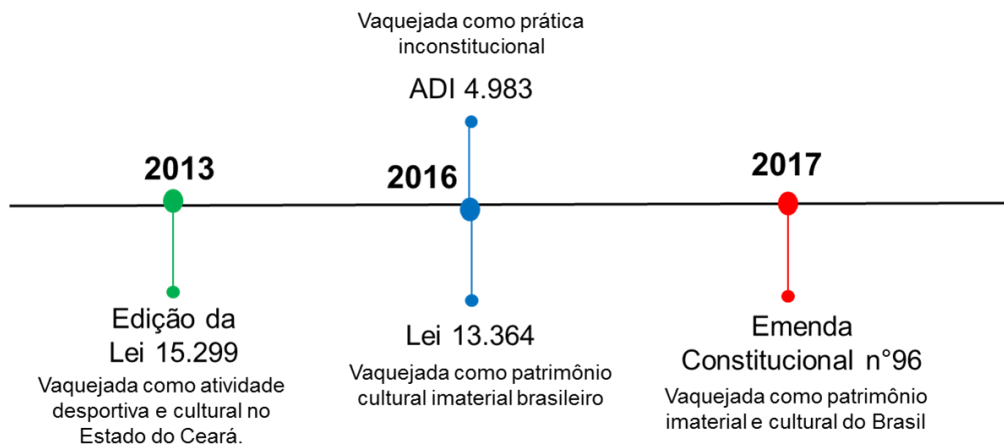 Vaquejada como prática
inconstitucional
ADI 4.983
2013
2016
2017
Edição da
Lei 15.299
Vaquejada como atividade
desportiva e cultural no
Estado do Ceará.
Lei 13.364
Vaquejada como patrimônio
cultural imaterial brasileiro
Emenda
Constitucional n°96
Vaquejada como patrimônio
imaterial e cultural do Brasil